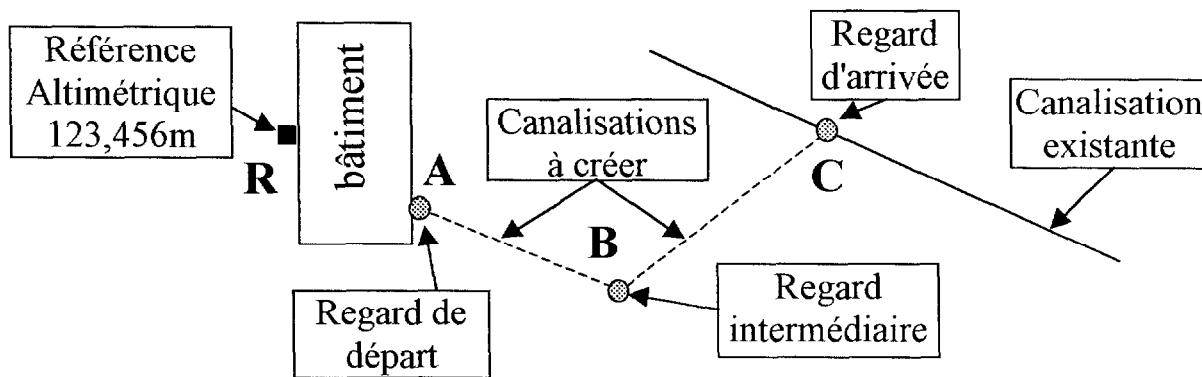 Référence
Altimétrique
123,456m
R
bâtiment
A
Regard de
départ
Canalisations
à créer
B
Regard
intermédiaire
Regard
d'arrivée
C
Canalisation
existante